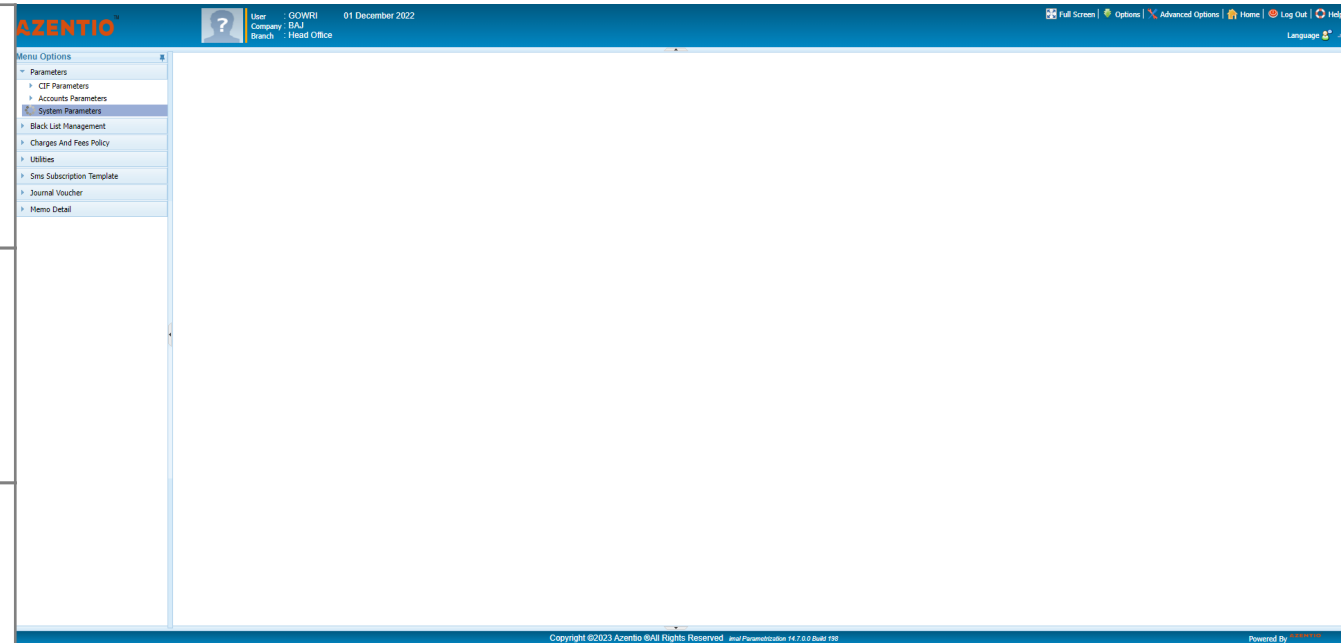 AZENTIO
User : GOWRI 01 December 2022
Company : BAJ
Branch : Head Office
Full Screen | Options | Advanced Options | Home | Log Out | Help
Language
Menu Options
Parameters
CIF Parameters
Accounts Parameters
System Parameters
Black List Management
Charges And Fees Policy
Utilities
Sms Subscription Template
Journal Voucher
Memo Detail
Copyright ©2023 Azentio ®All Rights Reserved imal Parametrization 14.7.0.0 Build 198
Powered By AZENTIO